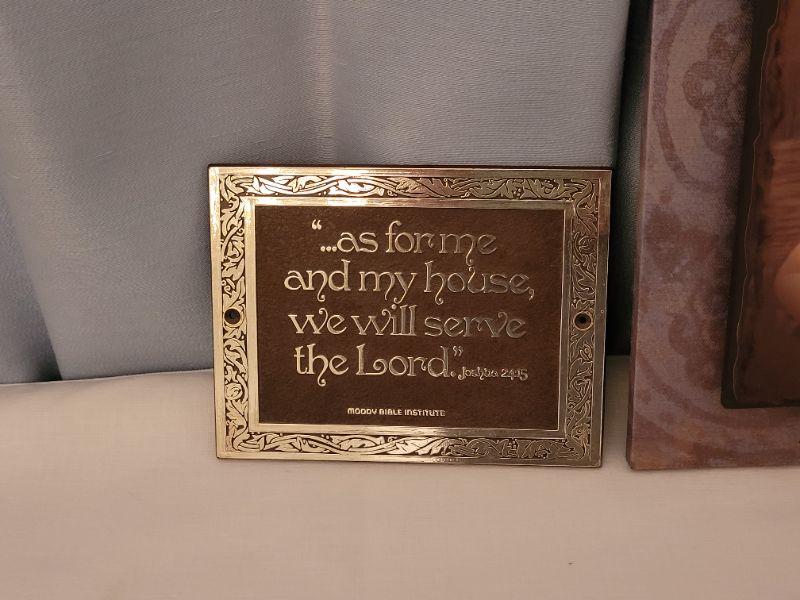 "...as for me
and my house,
we will serve
the Lord." Joshua 24:15
MOODY BIBLE INSTITUTE